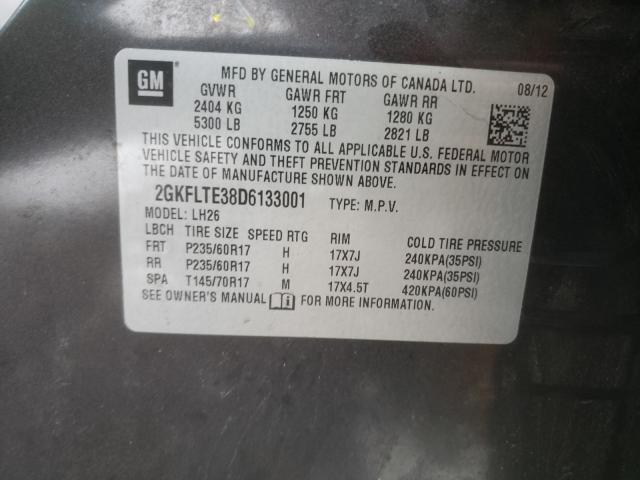 GM
MFD BY GENERAL MOTORS OF CANADA LTD.
08/12
GVWR GAWR FRT GAWR RR
2404 KG 1250 KG 1280 KG
5300 LB 2755 LB 2821 LB
THIS VEHICLE CONFORMS TO ALL APPLICABLE U.S. FEDERAL MOTOR
VEHICLE SAFETY AND THEFT PREVENTION STANDARDS IN EFFECT ON
THE DATE OF MANUFACTURE SHOWN ABOVE.
2GKFLTE38D6133001 TYPE: M.P.V.
MODEL: LH26
LBCH TIRE SIZE SPEED RTG RIM COLD TIRE PRESSURE
FRT P235/60R17 H 17X7J 240KPA(35PSI)
RR P235/60R17 H 17X7J 240KPA(35PSI)
SPA T145/70R17 M 17X4.5T 420KPA(60PSI)
SEE OWNER'S MANUAL FOR MORE INFORMATION.